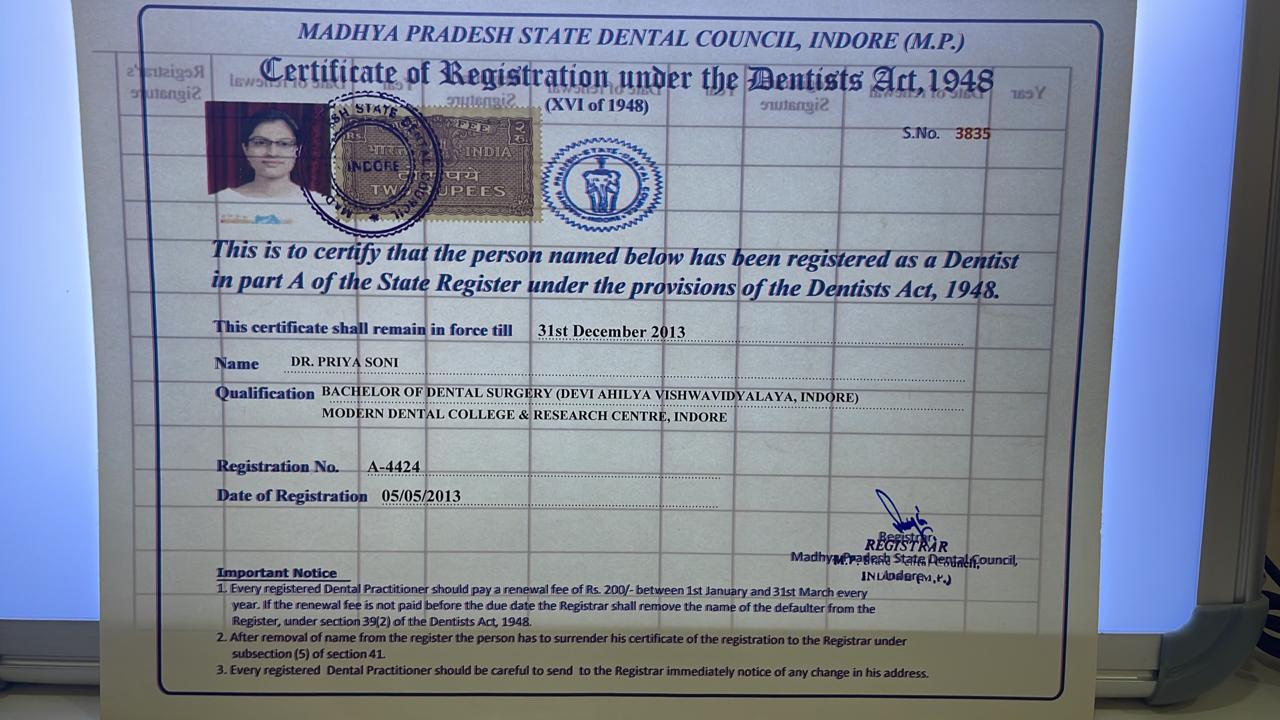 MADHYA PRADESH STATE DENTAL COUNCIL, INDORE (M.P.)
Certificate of Registration under the Dentists Act, 1948
(XVI of 1948)
S.No. 3835
FEE
INDIA
TWO RUPEES
INDORE
This is to certify that the person named below has been registered as a Dentist
in part A of the State Register under the provisions of the Dentists Act, 1948.
This certificate shall remain in force till 31st December 2013
Name DR. PRIYA SONI
Qualification BACHELOR OF DENTAL SURGERY (DEVI AHILYA VISHWAVIDYALAYA, INDORE)
MODERN DENTAL COLLEGE & RESEARCH CENTRE, INDORE
Registration No. A-4424
Date of Registration 05/05/2013
Registrar
REGISTRAR
Madhya Pradesh State Dental Council,
Important Notice
1. Every registered Dental Practitioner should pay a renewal fee of Rs. 200/- between 1st January and 31st March every
year. If the renewal fee is not paid before the due date the Registrar shall remove the name of the defaulter from the
Register, under section 39(2) of the Dentists Act, 1948.
2. After removal of name from the register the person has to surrender his certificate of the registration to the Registrar under
subsection (5) of section 41.
3. Every registered Dental Practitioner should be careful to send to the Registrar immediately notice of any change in his address.